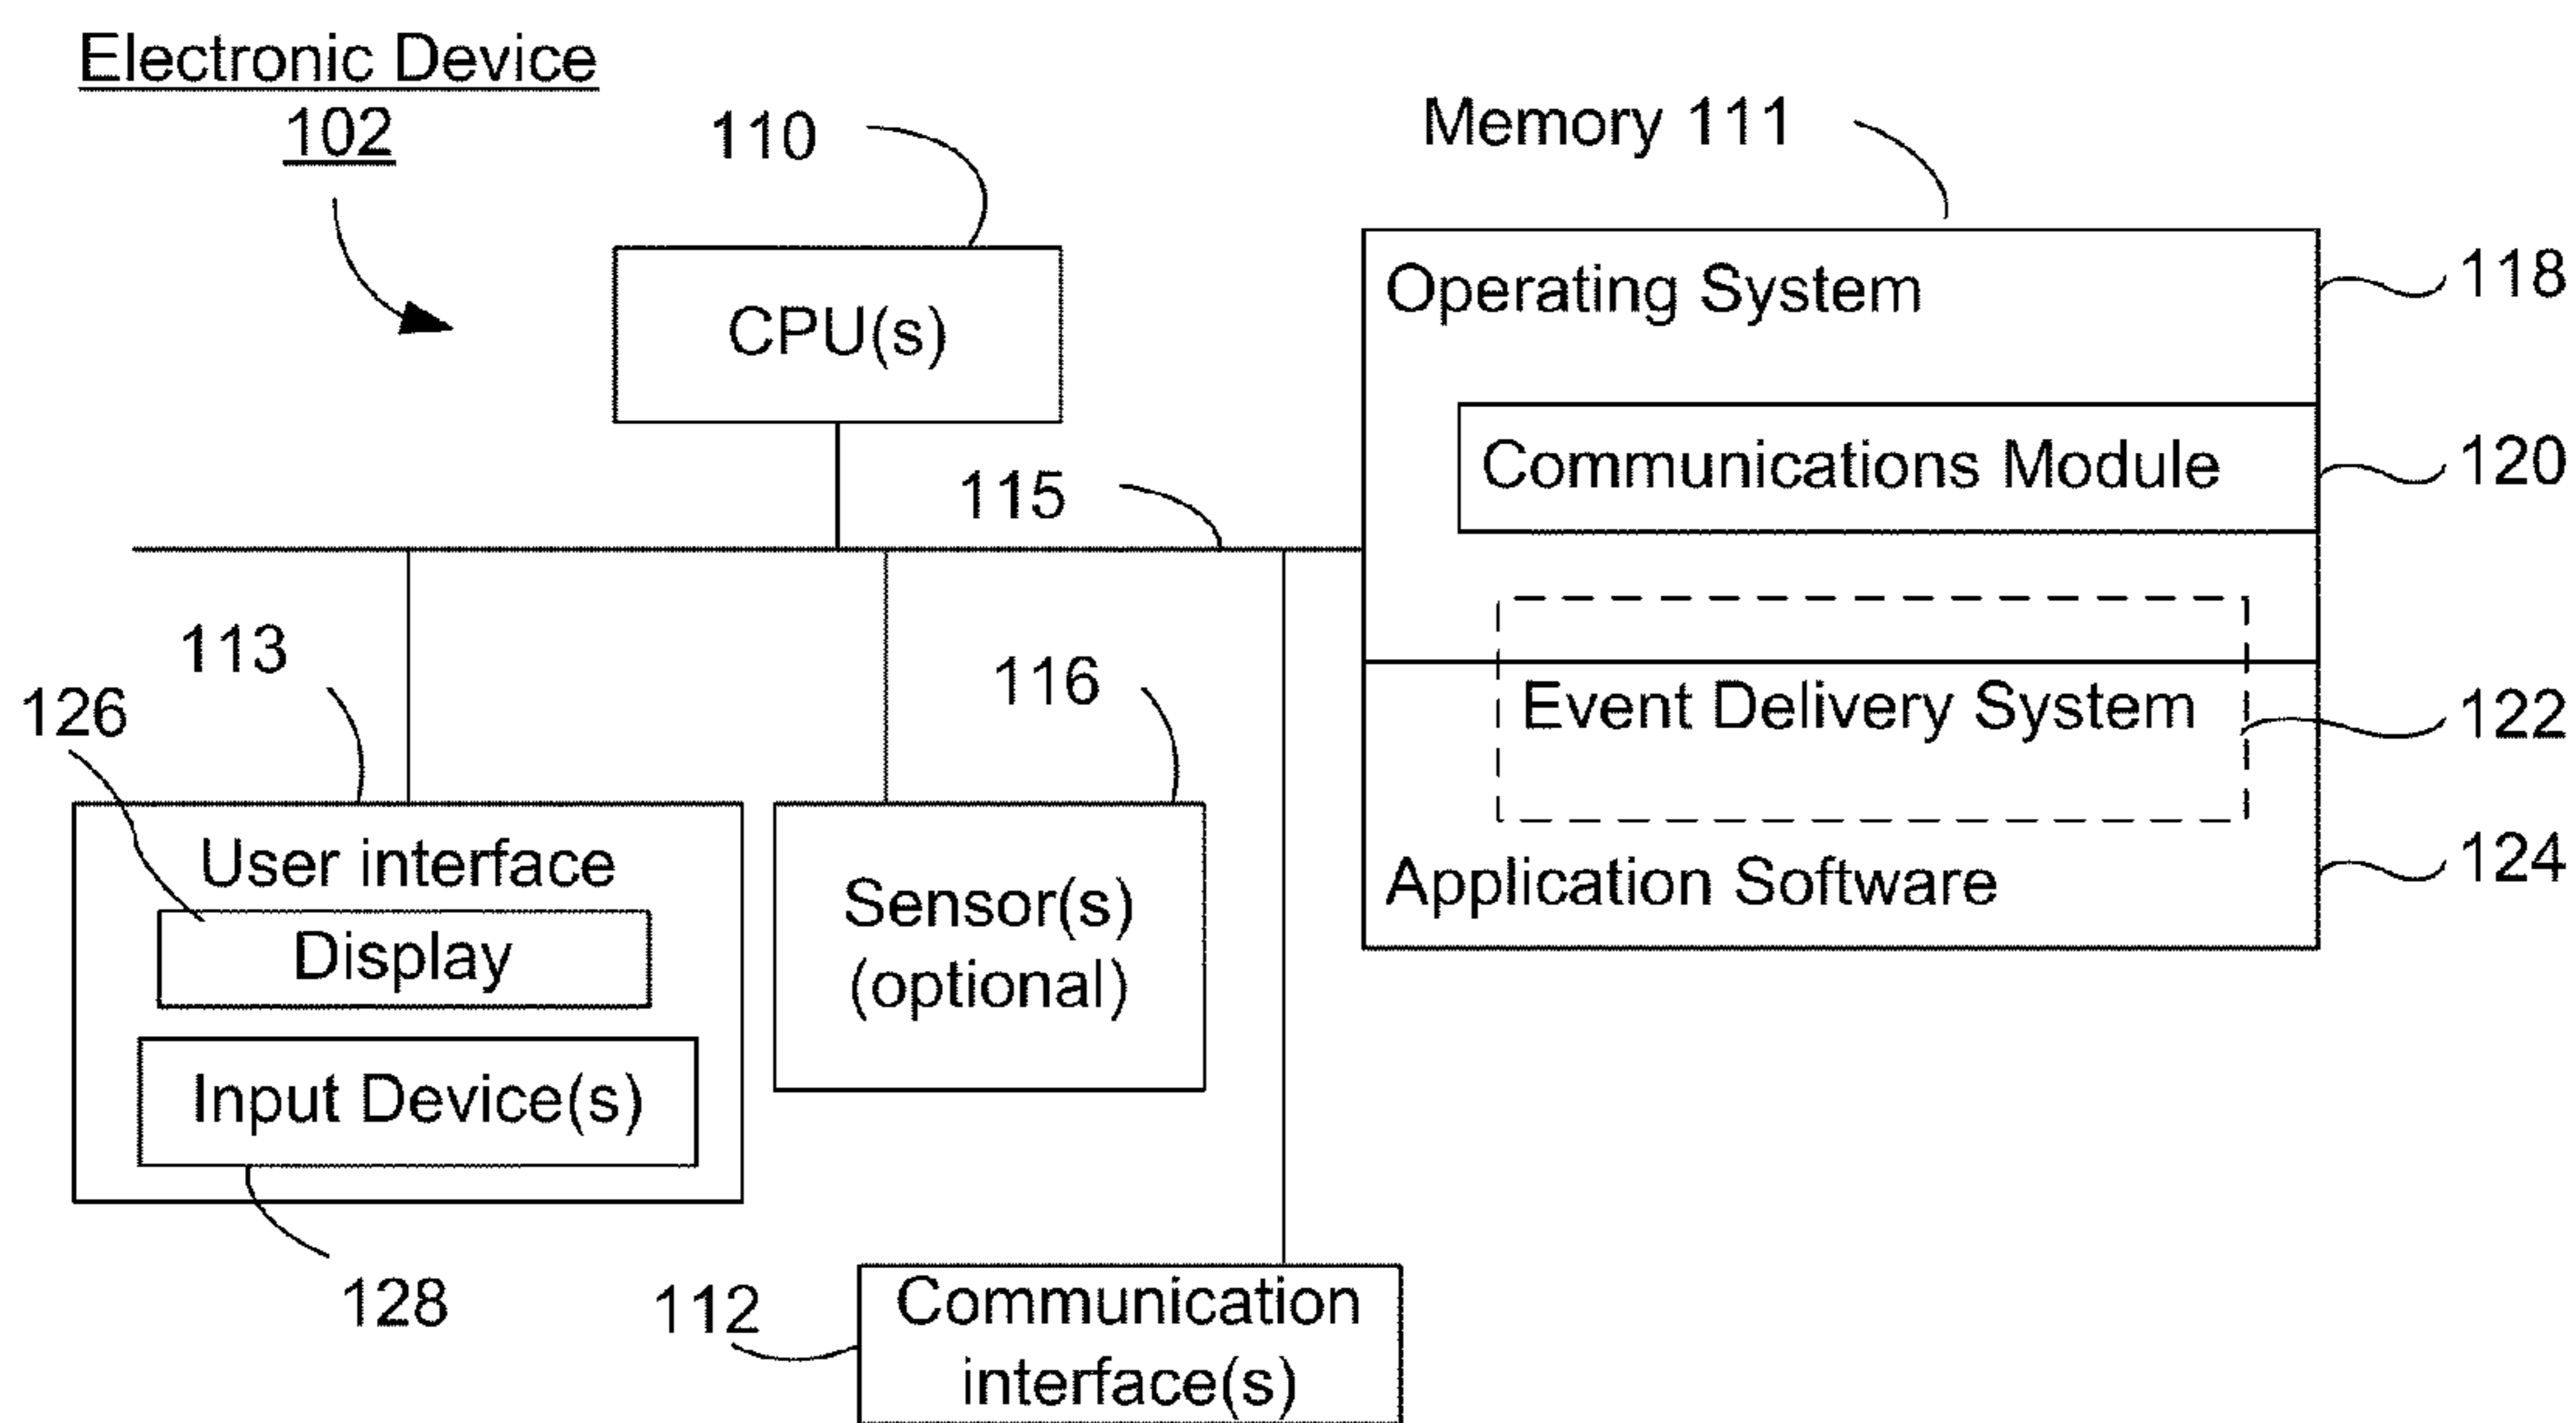 Electronic Device
102
110
Memory 111
CPU(s)
Operating System
118
Communications Module
120
115
113
116
126
Event Delivery System
122
User interface
Display
Input Device(s)
Sensor(s)
(optional)
Application Software
124
128
112
Communication
interface(s)